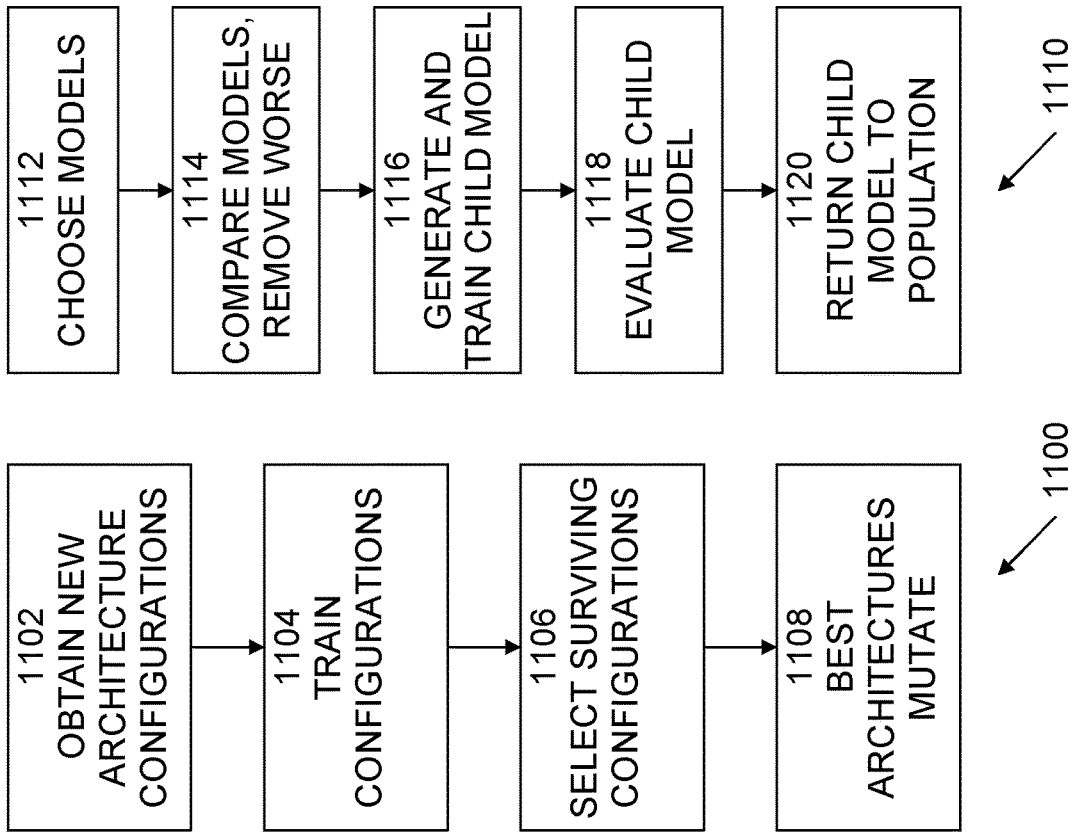 1102
OBTAIN NEW
ARCHITECTURE
CONFIGURATIONS
1104
TRAIN
CONFIGURATIONS
1106
SELECT SURVIVING
CONFIGURATIONS
1108
BEST
ARCHITECTURES
MUTATE
1100
1112
CHOOSE MODELS
1114
COMPARE MODELS,
REMOVE WORSE
1116
GENERATE AND
TRAIN CHILD MODEL
1118
EVALUATE CHILD
MODEL
1120
RETURN CHILD
MODEL TO
POPULATION
1110